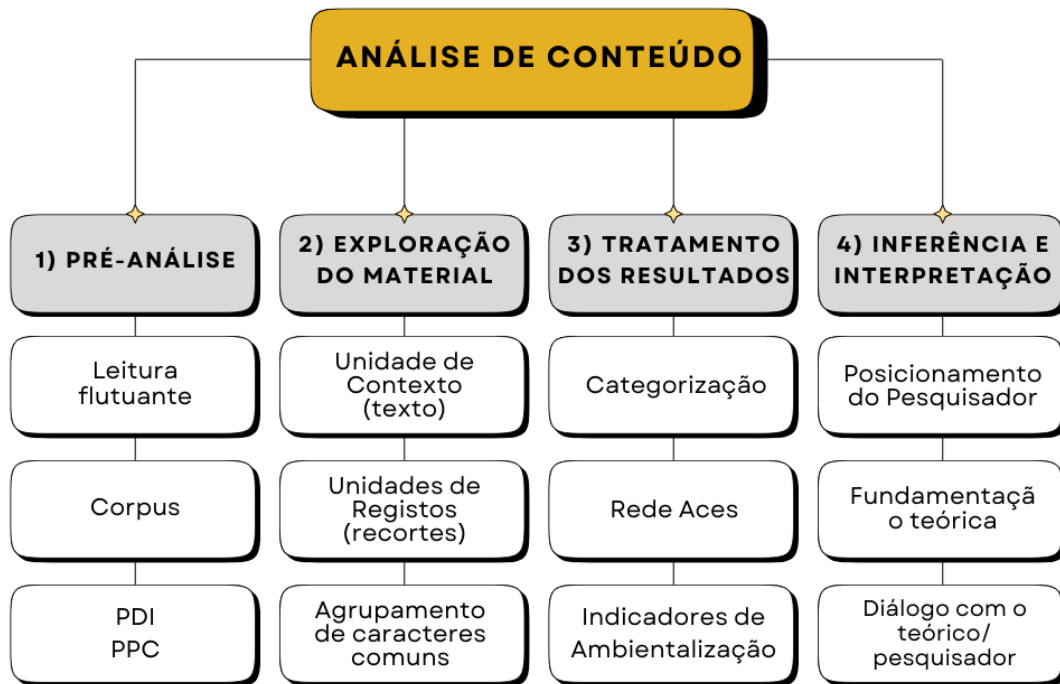 ANÁLISE DE CONTEÚDO
1) PRÉ-ANÁLISE
Leitura
flutuante
Corpus
PDI
PPC
2) EXPLORAÇÃO
DO MATERIAL
Unidade de
Contexto
(texto)
Unidades de
Registos
(recortes)
Agrupamento
de caracteres
comuns
3) TRATAMENTO
DOS RESULTADOS
Categorização
Rede Aces
Indicadores de
Ambientalização
4) INFERÊNCIA E
INTERPRETAÇÃO
Posicionamento
do Pesquisador
Fundamentaçã
o teórica
Diálogo com o
teórico/
pesquisador